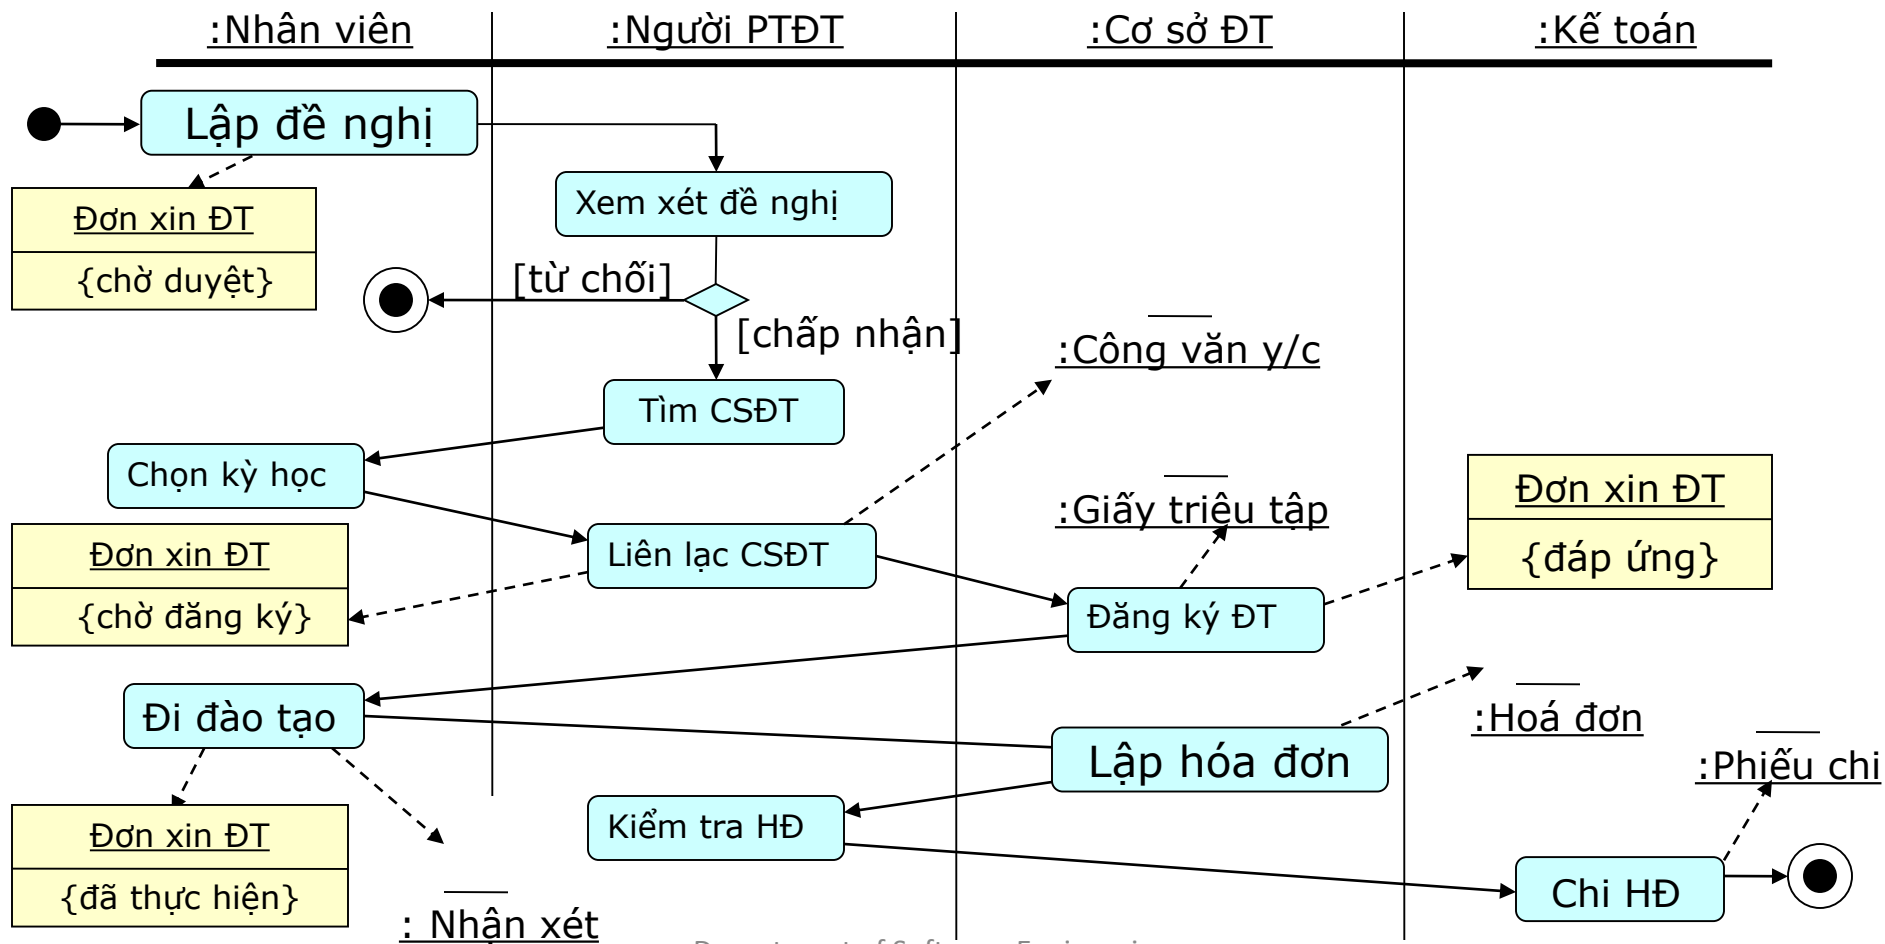 :Nhân viên
:Người PTĐT
:Cơ sở ĐT
:Kế toán
Lập đề nghị
Xem xét đề nghị
Đơn xin ĐT
{chờ duyệt}
[từ chối]
[chấp nhận]
:Công văn y/c
Tìm CSĐT
Chọn kỳ học
:Giấy triệu tập
Đơn xin ĐT
{đáp ứng}
Đơn xin ĐT
{chờ đăng ký}
Liên lạc CSĐT
Đăng ký ĐT
Đi đào tạo
Lập hóa đơn
:Hoá đơn
:Phiếu chi
Đơn xin ĐT
{đã thực hiện}
Kiểm tra HĐ
Chi HĐ
: Nhận xét